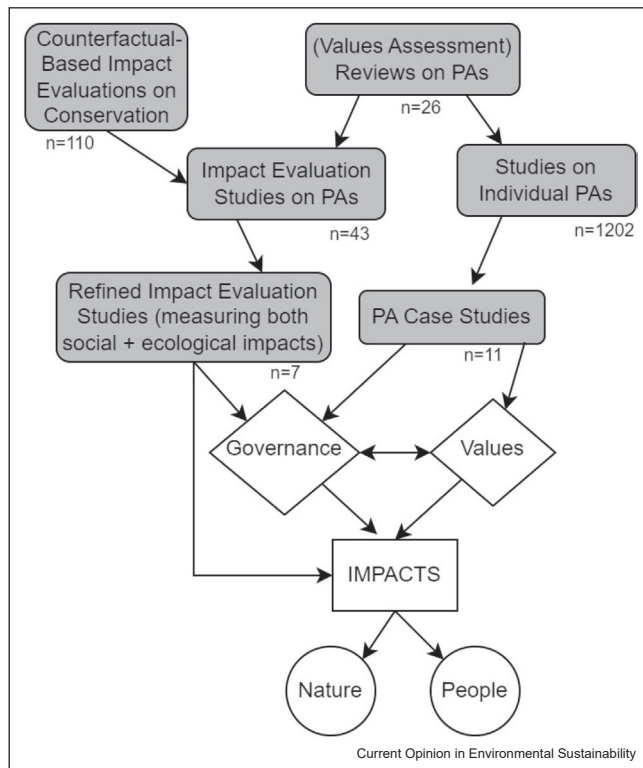 Counterfactual-
Based Impact
Evaluations on
Conservation
n=110
(Values Assessment)
Reviews on PAs
n=26
Impact Evaluation
Studies on PAs
n=43
Studies on
Individual PAs
n=1202
Refined Impact Evaluation
Studies (measuring both
social + ecological impacts)
n=7
PA Case Studies
n=11
Governance
Values
IMPACTS
Nature
People
Current Opinion in Environmental Sustainability